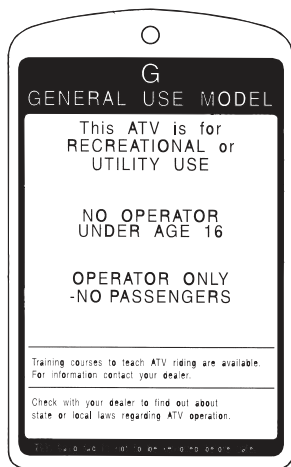 G
GENERAL USE MODEL
This ATV is for
RECREATIONAL or
UTILITY USE
NO OPERATOR
UNDER AGE 16
OPERATOR ONLY
-NO PASSENGERS
Training courses to teach ATV riding are available.
For information contact your dealer.
Check with your dealer to find out about
state or local laws regarding ATV operation.